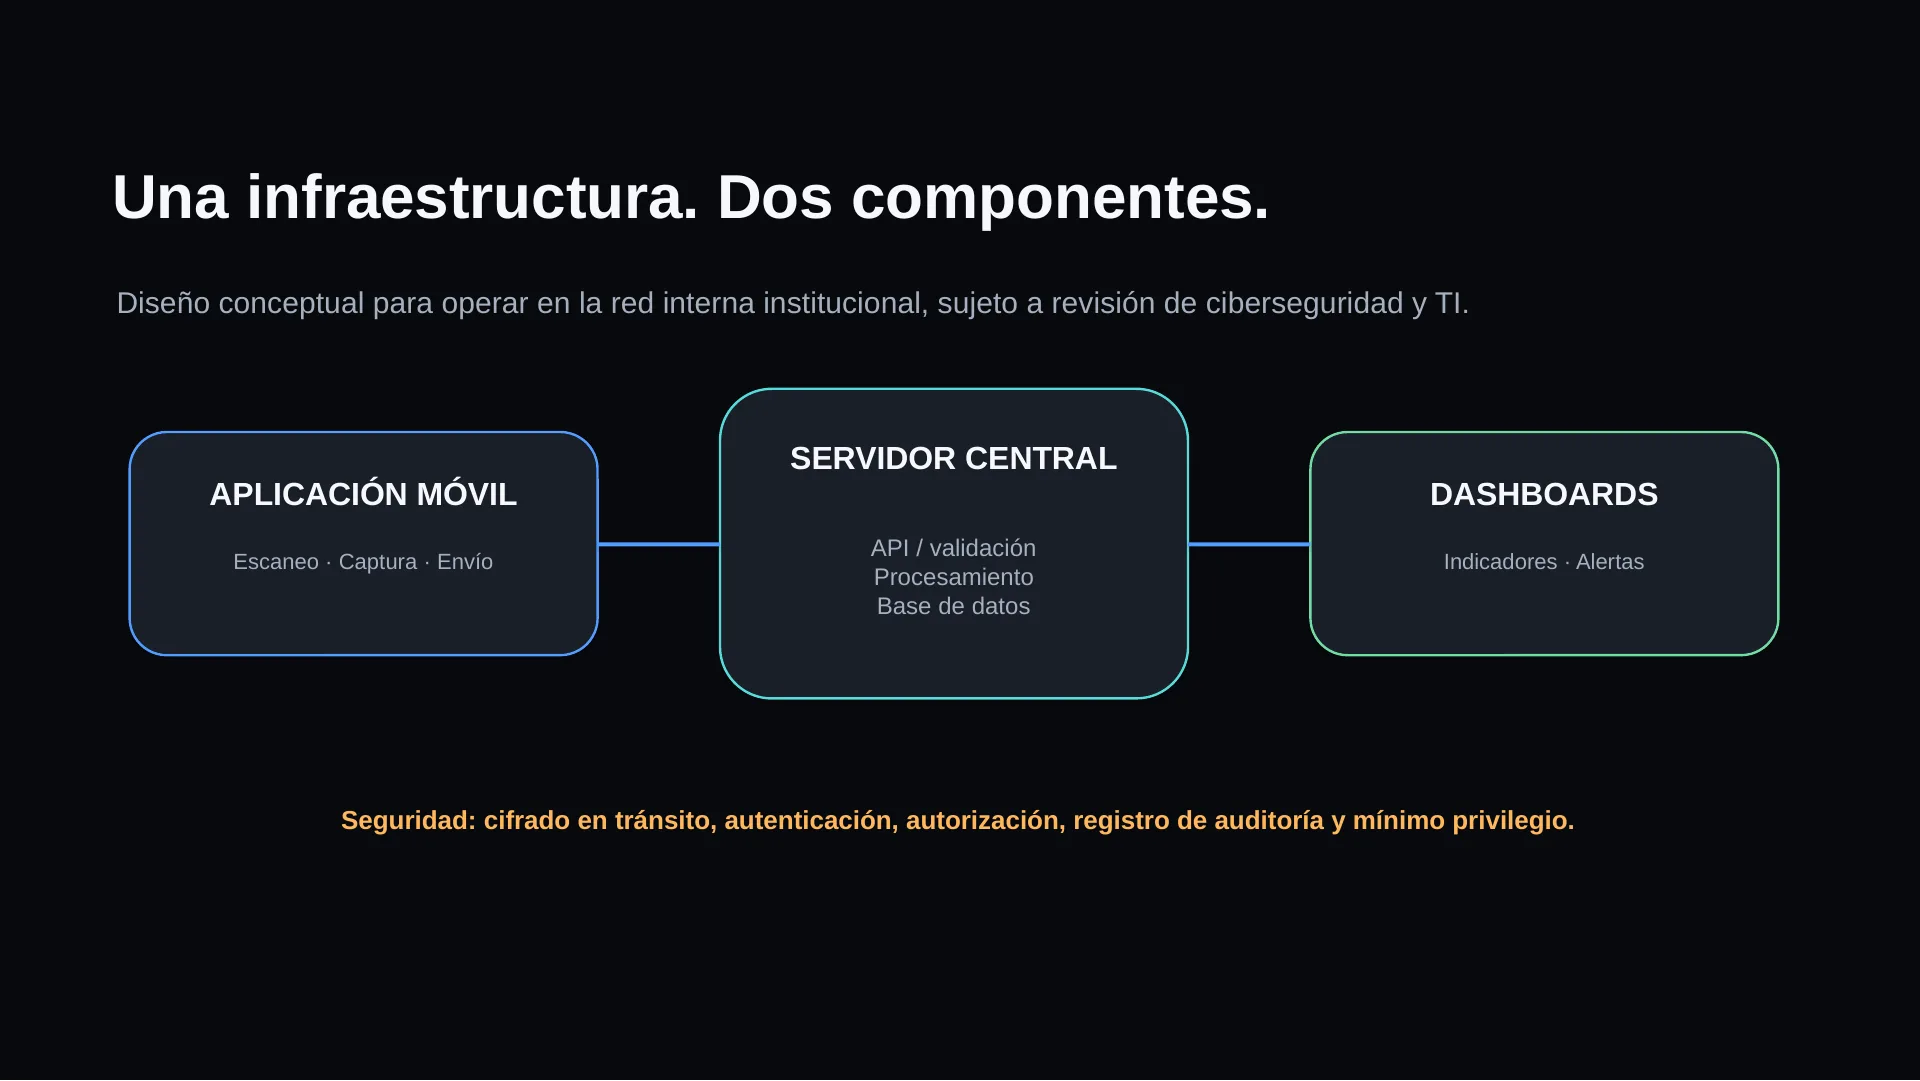 Una infraestructura. Dos componentes.
Diseño conceptual para operar en la red interna institucional, sujeto a revisión de ciberseguridad y TI.
APLICACIÓN MÓVIL
Escaneo · Captura · Envío
SERVIDOR CENTRAL
API / validación
Procesamiento
Base de datos
DASHBOARDS
Indicadores · Alertas
Seguridad: cifrado en tránsito, autenticación, autorización, registro de auditoría y mínimo privilegio.